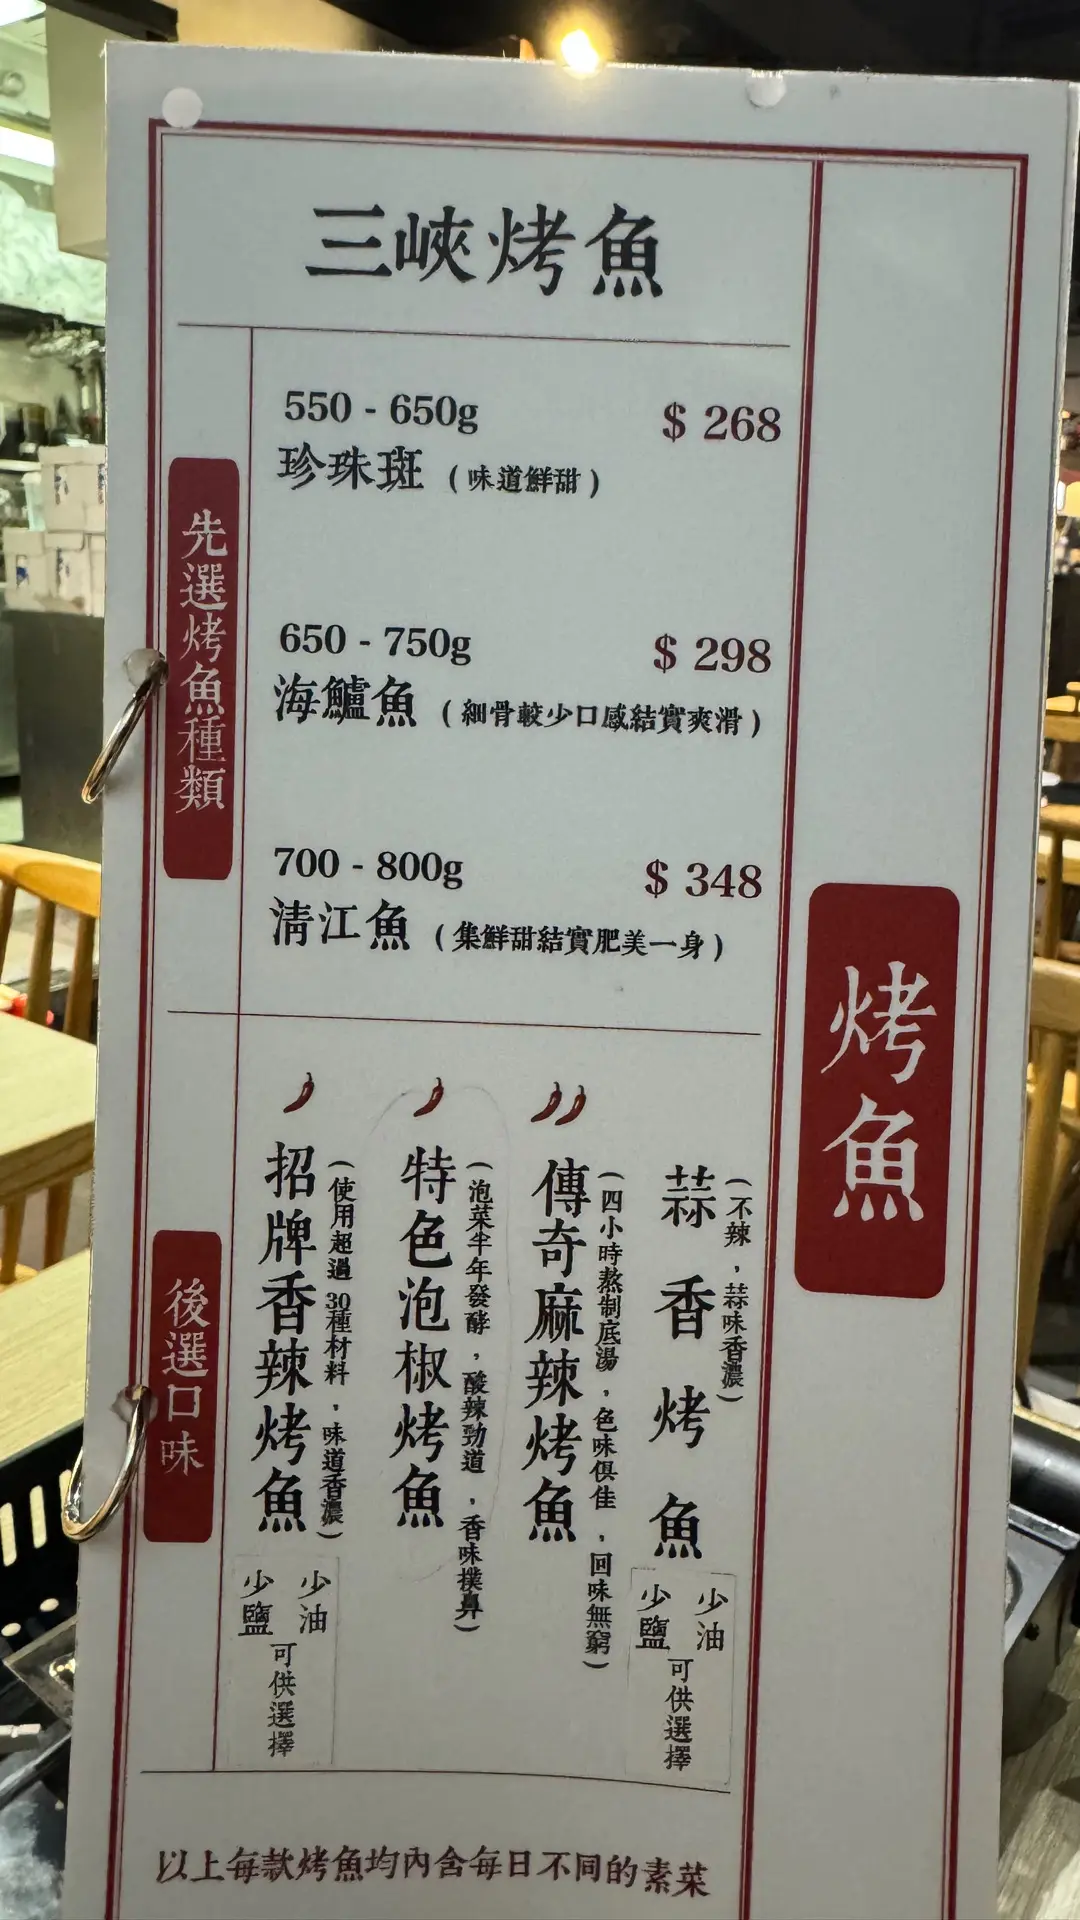 三峽烤魚
先選烤魚種類
550 - 650g $ 268
珍珠斑 (味道鮮甜)
650 - 750g $ 298
海鱸魚 (細骨較少口感結實爽滑)
700 - 800g $ 348
清江魚 (集鮮甜結實肥美一身)
烤魚
後選口味
招牌香辣烤魚
(使用超過30種材料，味道香濃)
少鹽
少油
可供選擇
特色泡椒烤魚
(泡菜半年發酵，酸辣勁道，香味撲鼻)
傳奇麻辣烤魚
(四小時熬制底湯，色味俱佳，回味無窮)
蒜香烤魚
(不辣，蒜味香濃)
少鹽
少油
可供選擇
以上每款烤魚均內含每日不同的素菜